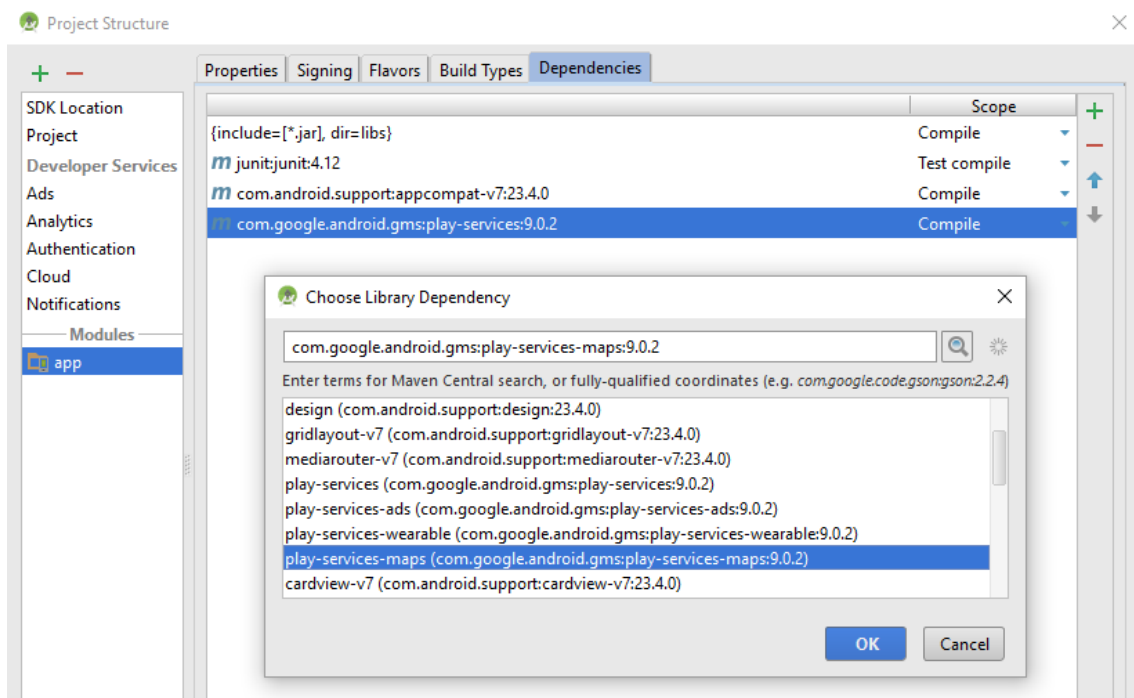 Project Structure
Properties Signing Flavors Build Types Dependencies
SDK Location
Project
Developer Services
Ads
Analytics
Authentication
Cloud
Notifications
Modules
app
Scope
{include=[*.jar], dir=libs} Compile
m junit:junit:4.12 Test compile
m com.android.support:appcompat-v7:23.4.0 Compile
m com.google.android.gms:play-services:9.0.2 Compile
Choose Library Dependency
com.google.android.gms:play-services-maps:9.0.2
Enter terms for Maven Central search, or fully-qualified coordinates (e.g. com.google.code.gson:gson:2.2.4)
design (com.android.support:design:23.4.0)
gridlayout-v7 (com.android.support:gridlayout-v7:23.4.0)
mediarouter-v7 (com.android.support:mediarouter-v7:23.4.0)
play-services (com.google.android.gms:play-services:9.0.2)
play-services-ads (com.google.android.gms:play-services-ads:9.0.2)
play-services-wearable (com.google.android.gms:play-services-wearable:9.0.2)
play-services-maps (com.google.android.gms:play-services-maps:9.0.2)
cardview-v7 (com.android.support:cardview-v7:23.4.0)
OK Cancel